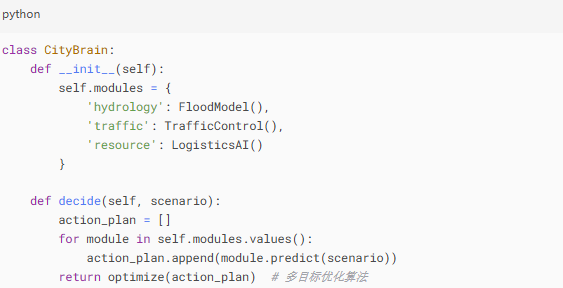 python
class CityBrain:
    def __init__(self):
        self.modules = {
            'hydrology': FloodModel(),
            'traffic': TrafficControl(),
            'resource': LogisticsAI()
        }

    def decide(self, scenario):
        action_plan = []
        for module in self.modules.values():
            action_plan.append(module.predict(scenario))
        return optimize(action_plan)  # 多目标优化算法